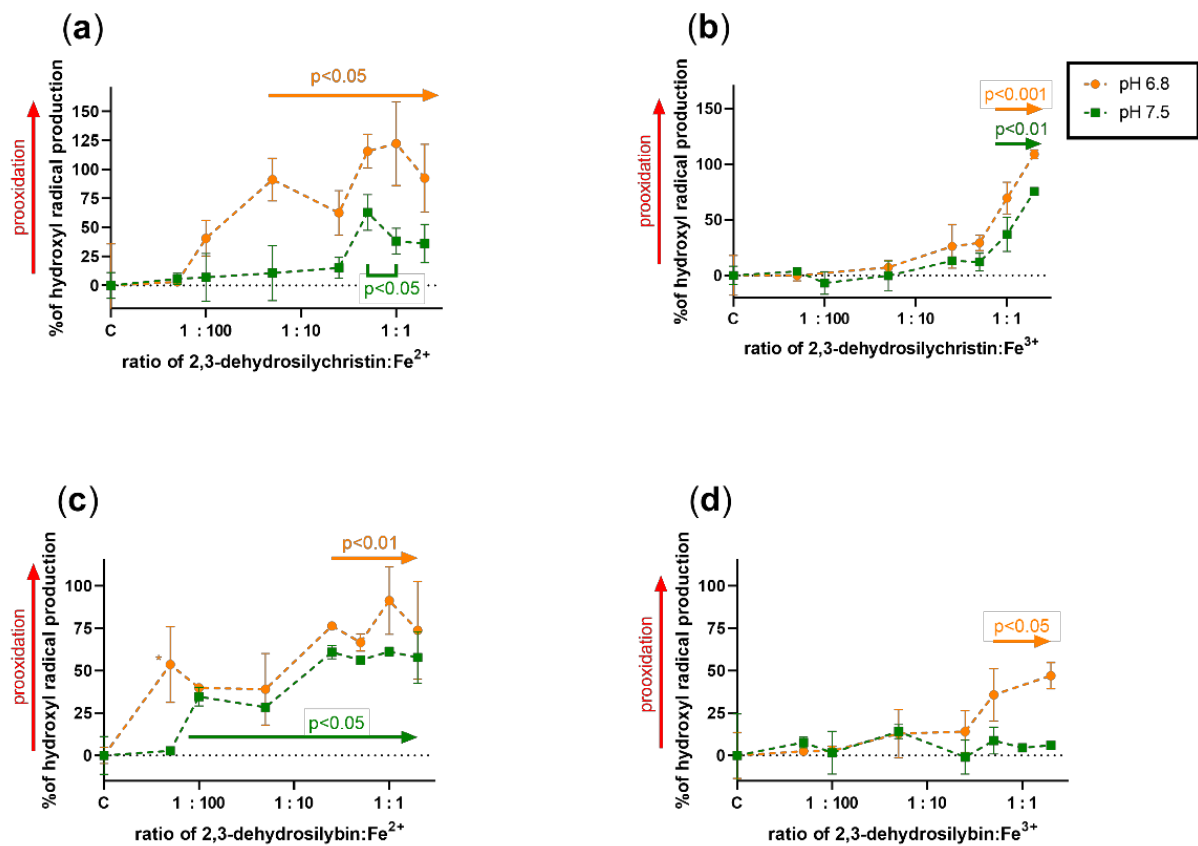 (a)
p<0.05
prooxidation
%of hydroxyl radical production
150
125
100
75
50
25
0
p<0.05
C
1 : 100
1 : 10
1 : 1
ratio of 2,3-dehydrosilychristin:Fe2+
(b)
pH 6.8
pH 7.5
p<0.001
p<0.01
prooxidation
%of hydroxyl radical production
150
100
50
0
C
1 : 100
1 : 10
1 : 1
ratio of 2,3-dehydrosilychristin:Fe3+
(c)
p<0.01
prooxidation
%of hydroxyl radical production
100
75
50
25
0
*
p<0.05
C
1 : 100
1 : 10
1 : 1
ratio of 2,3-dehydrosilybin:Fe2+
(d)
p<0.05
prooxidation
%of hydroxyl radical production
100
75
50
25
0
C
1 : 100
1 : 10
1 : 1
ratio of 2,3-dehydrosilybin:Fe3+